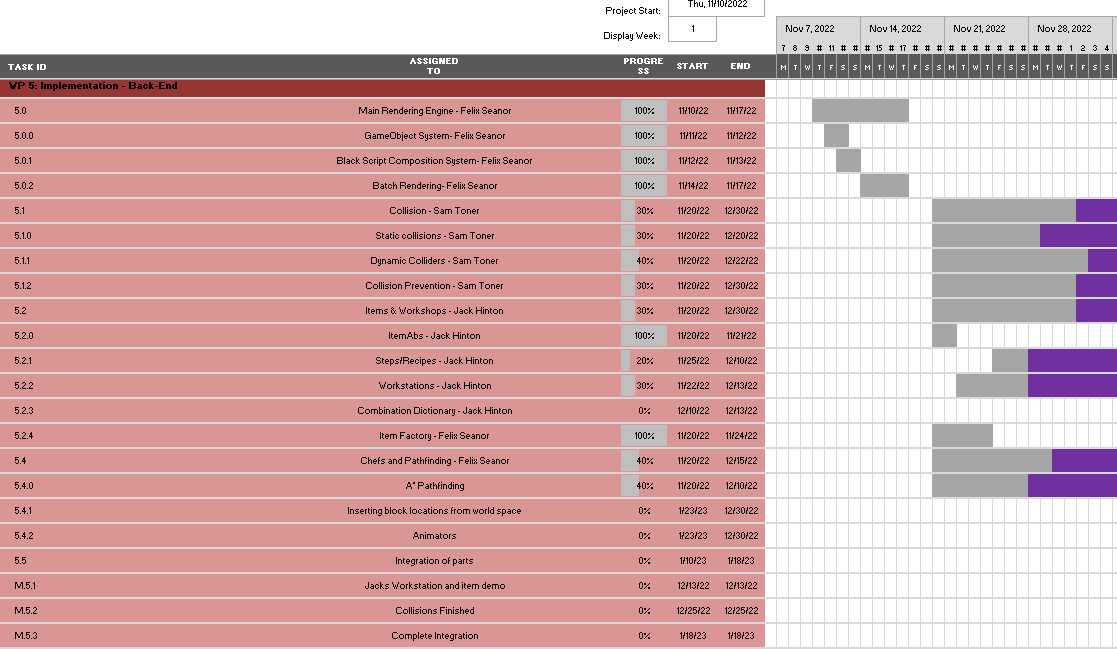 Project Start: Thu, 11/10/2022
Display Week: 1
Nov 7, 2022 Nov 14, 2022 Nov 21, 2022 Nov 28, 2022
7 8 9 # 11 # # # 15 # 17 # # # # # # # # # # # # # 1 2 3 4
TASK ID ASSIGNED TO PROGRESS START END M T W T F S S M T W T F S S M T W T F S S M T W T F S S
WP 5: Implementation - Back-End
5.0 Main Rendering Engine - Felix Seanor 100% 11/10/22 11/17/22
5.0.0 GameObject System- Felix Seanor 100% 11/11/22 11/12/22
5.0.1 Black Script Composition System- Felix Seanor 100% 11/12/22 11/13/22
5.0.2 Batch Rendering- Felix Seanor 100% 11/14/22 11/17/22
5.1 Collision - Sam Toner 30% 11/20/22 12/30/22
5.1.0 Static collisions - Sam Toner 30% 11/20/22 12/20/22
5.1.1 Dynamic Colliders - Sam Toner 40% 11/20/22 12/22/22
5.1.2 Collision Prevention - Sam Toner 30% 11/20/22 12/30/22
5.2 Items & Workshops - Jack Hinton 30% 11/20/22 12/30/22
5.2.0 ItemAbs - Jack Hinton 100% 11/20/22 11/21/22
5.2.1 Steps/Recipes - Jack Hinton 20% 11/25/22 12/10/22
5.2.2 Workstations - Jack Hinton 30% 11/22/22 12/13/22
5.2.3 Combination Dictionary - Jack Hinton 0% 12/10/22 12/13/22
5.2.4 Item Factory - Felix Seanor 100% 11/20/22 11/24/22
5.4 Chefs and Pathfinding - Felix Seanor 40% 11/20/22 12/15/22
5.4.0 A* Pathfinding 40% 11/20/22 12/10/22
5.4.1 Inserting block locations from world space 0% 1/23/23 12/30/22
5.4.2 Animators 0% 1/23/23 12/30/22
5.5 Integration of parts 0% 1/10/23 1/18/23
M.5.1 Jacks Workstation and item demo 0% 12/13/22 12/13/22
M.5.2 Collisions Finished 0% 12/25/22 12/25/22
M.5.3 Complete Integration 0% 1/18/23 1/18/23